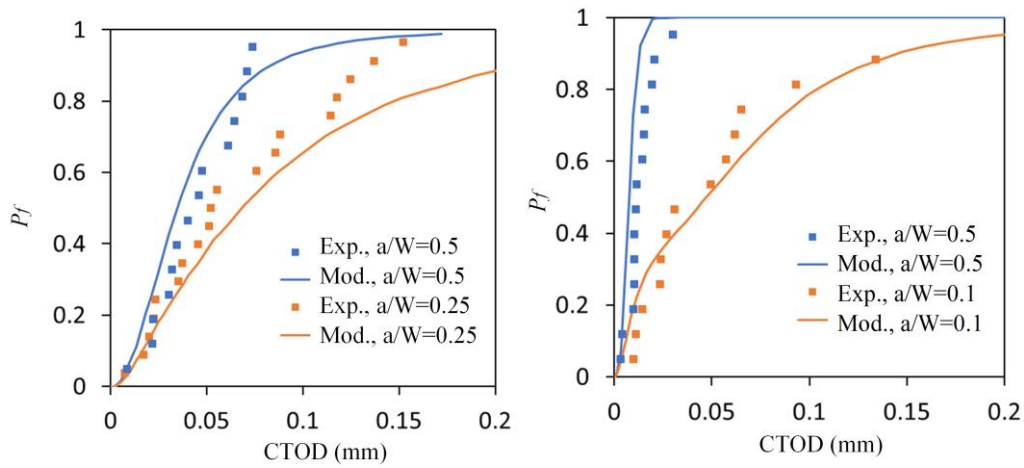 1
0.8
0.6
0.4
0.2
0
Pf
0
0.05
0.1
0.15
0.2
CTOD (mm)
Exp., a/W=0.5
Mod., a/W=0.5
Exp., a/W=0.25
Mod., a/W=0.25
1
0.8
0.6
0.4
0.2
0
Pf
0
0.05
0.1
0.15
0.2
CTOD (mm)
Exp., a/W=0.5
Mod., a/W=0.5
Exp., a/W=0.1
Mod., a/W=0.1